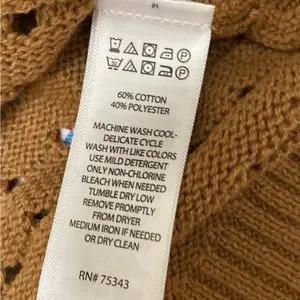 60% COTTON
40% POLYESTER
MACHINE WASH COOL-
DELICATE CYCLE
WASH WITH LIKE COLORS
USE MILD DETERGENT
ONLY NON-CHLORINE
BLEACH WHEN NEEDED
TUMBLE DRY LOW
REMOVE PROMPTLY
FROM DRYER
MEDIUM IRON IF NEEDED
OR DRY CLEAN
RN# 75343